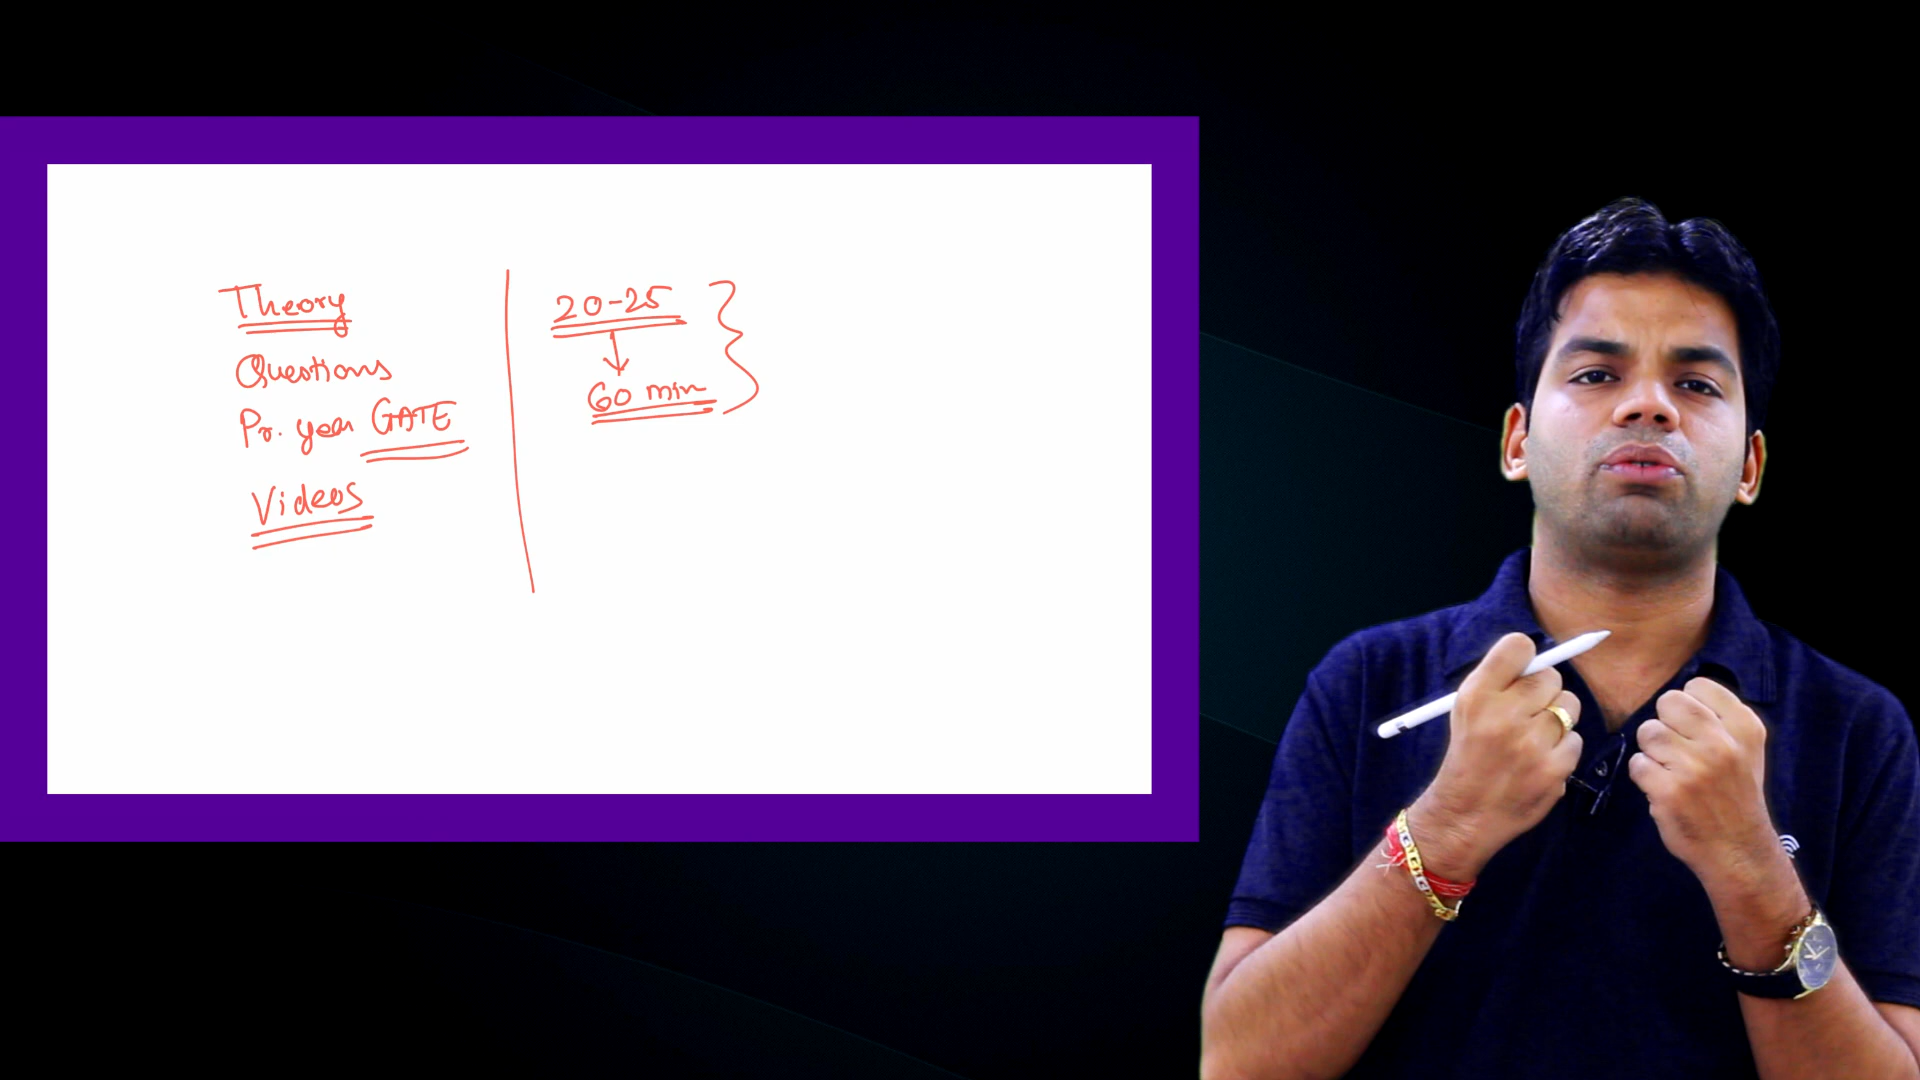 Theory
Questions
Pr. year GATE
Videos
20-25
60 min